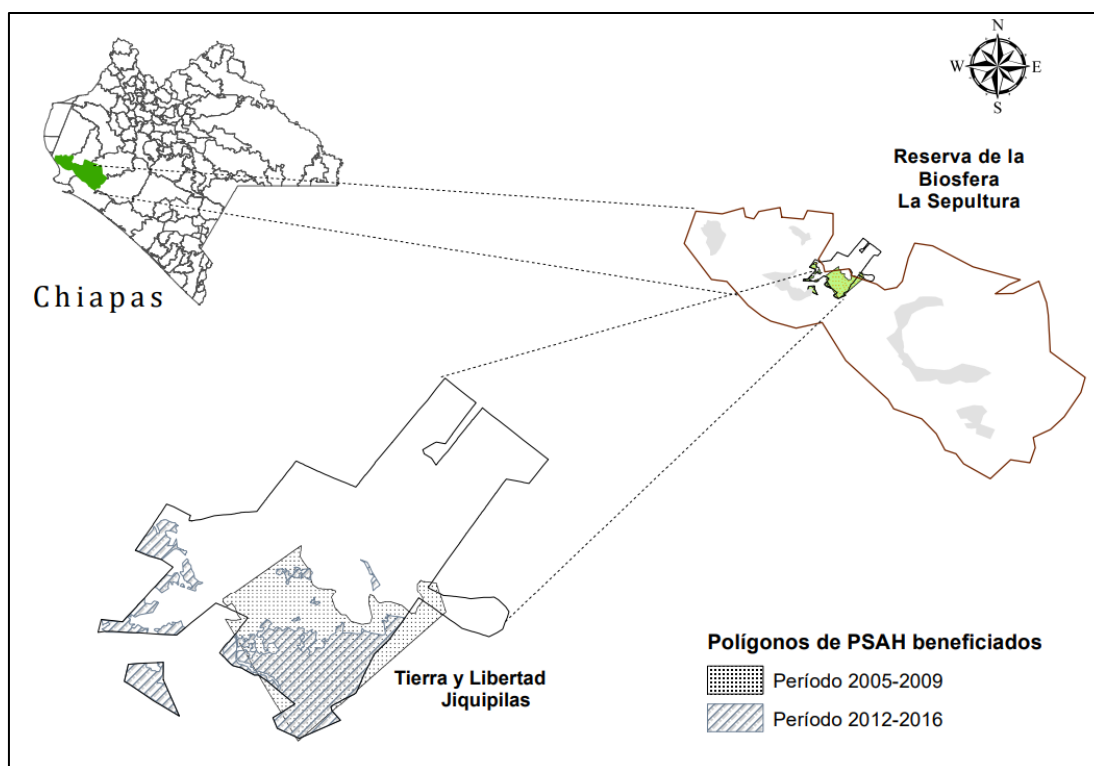 N
W E
S
Reserva de la
Biosfera
La Sepultura
Chiapas
Tierra y Libertad
Jiquipilas
Polígonos de PSAH beneficiados
Período 2005-2009
Período 2012-2016